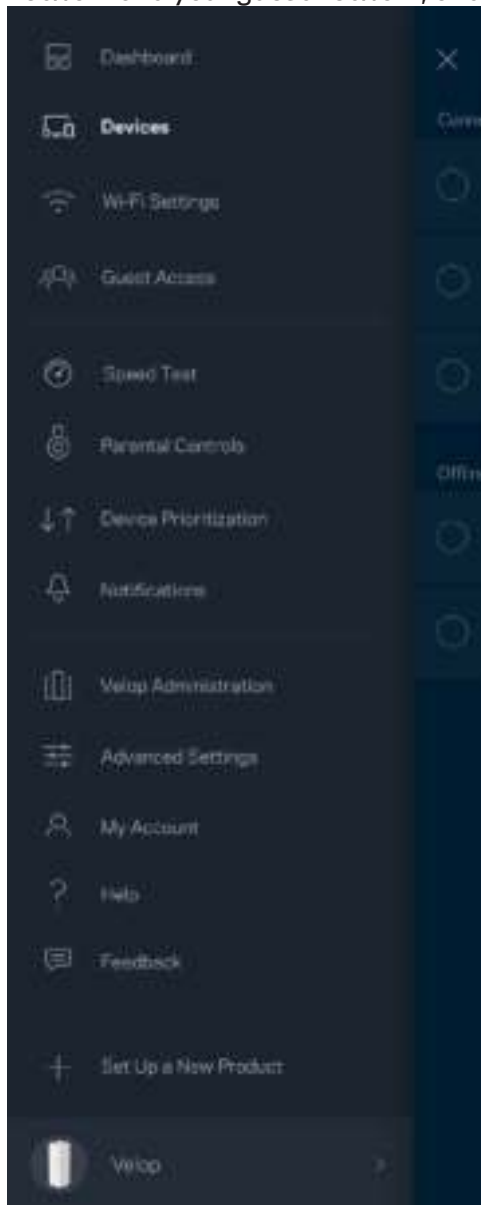 Dashboard
Devices
Wi-Fi Settings
Guest Access
Speed Test
Parental Controls
Device Prioritization
Notifications
Velop Administration
Advanced Settings
My Account
Help
Feedback
Set Up a New Product
Velop